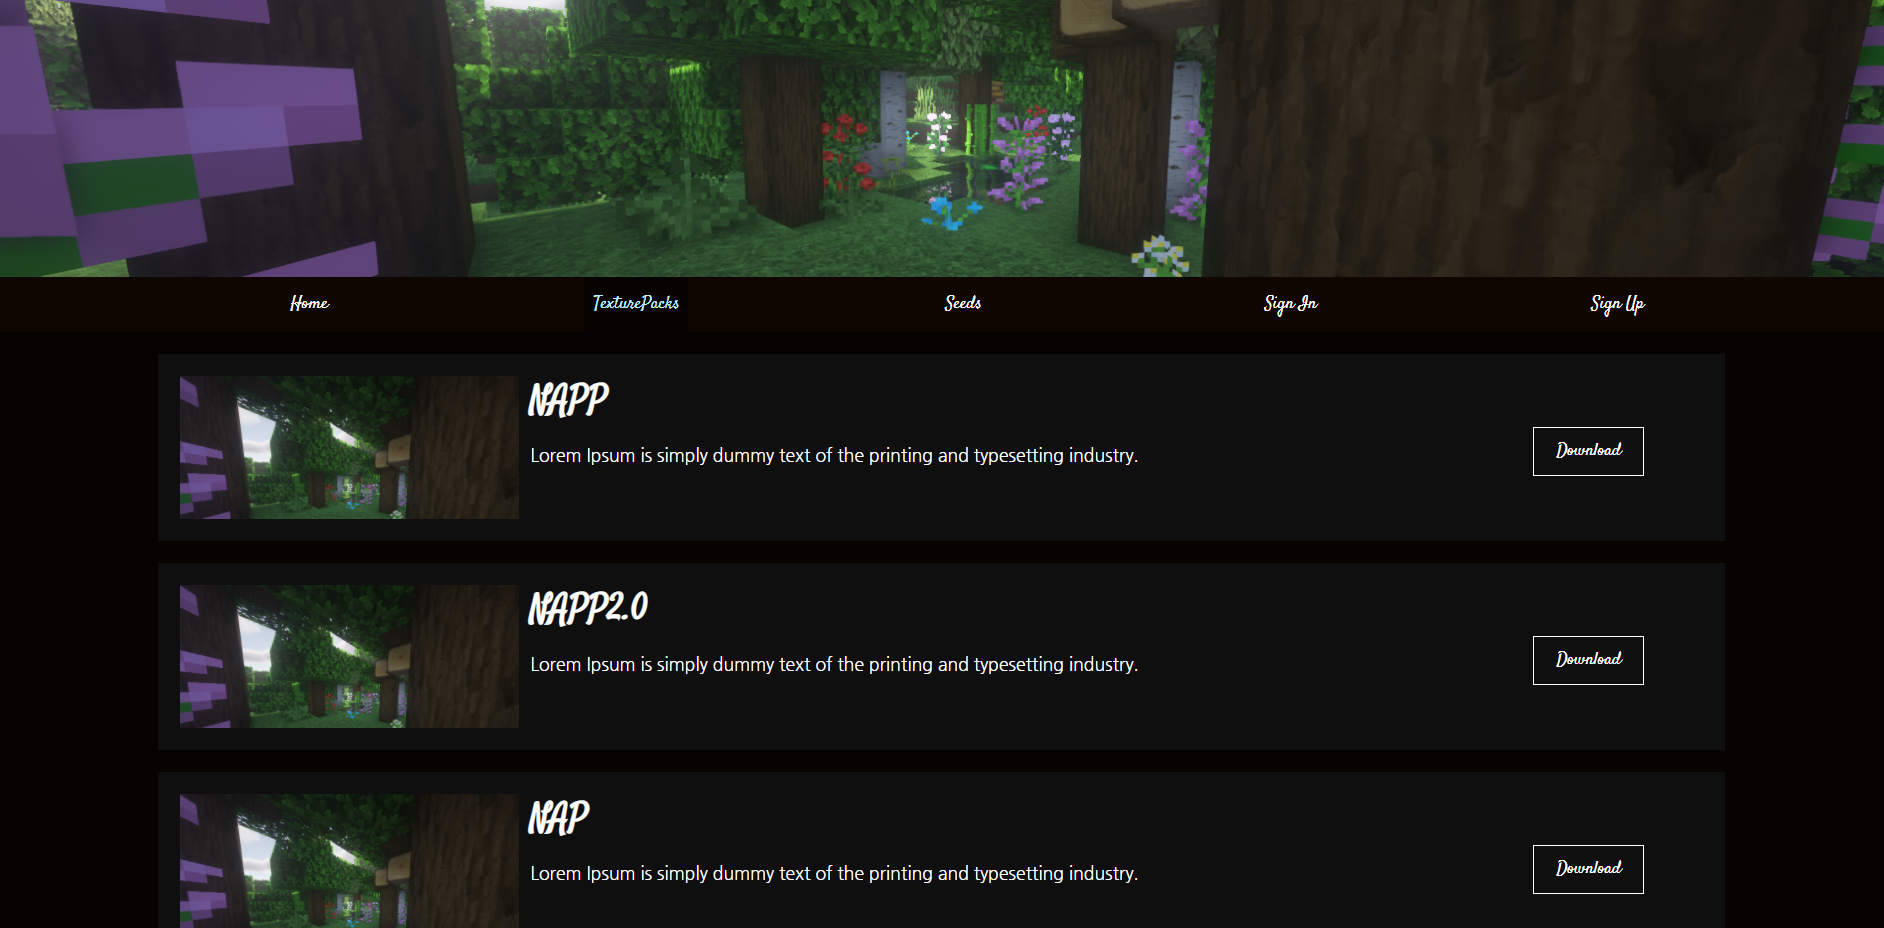 Home
TexturePacks
Seeds
Sign In
Sign Up
NAPP
Lorem Ipsum is simply dummy text of the printing and typesetting industry.
Download
NAPP2.0
Lorem Ipsum is simply dummy text of the printing and typesetting industry.
Download
NAP
Lorem Ipsum is simply dummy text of the printing and typesetting industry.
Download